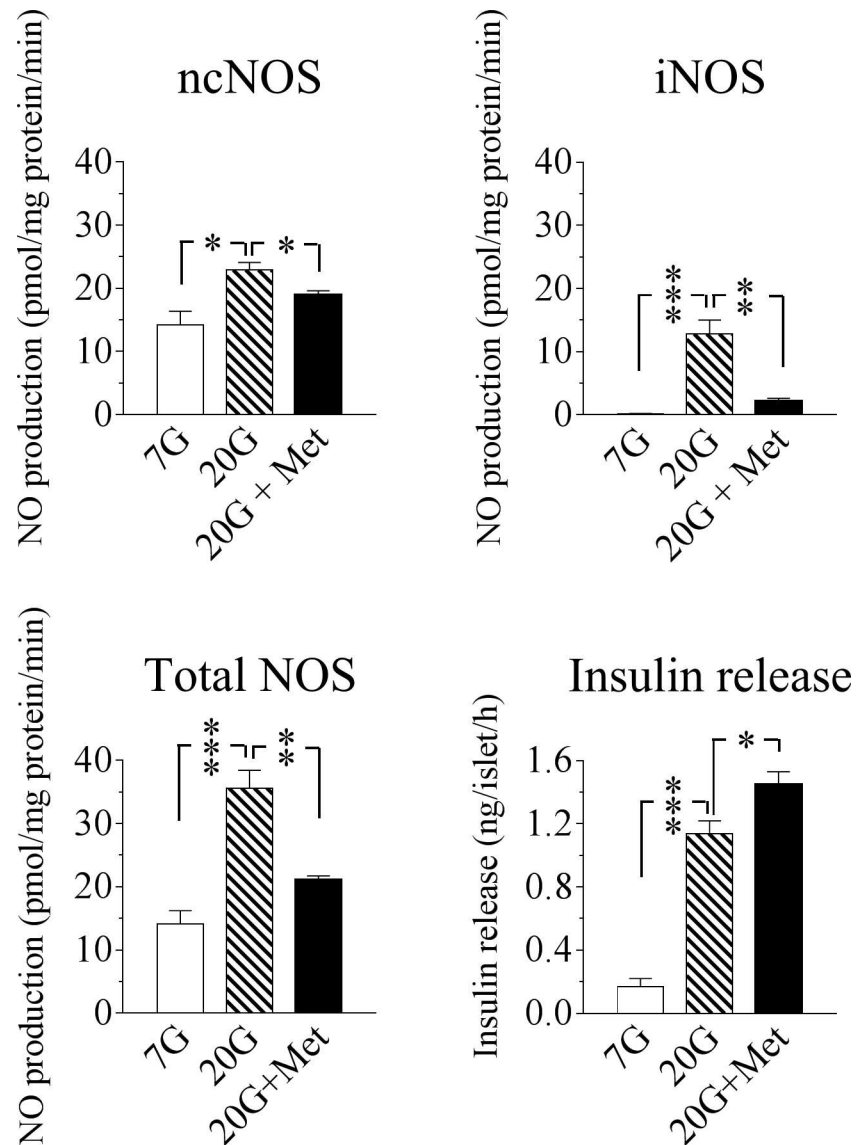 ncNOS
NO production (pmol/mg protein/min)
40
30
20
10
0
*
*
7G
20G
20G + Met
iNOS
NO production (pmol/mg protein/min)
40
30
20
10
0
***
**
7G
20G
20G + Met
Total NOS
NO production (pmol/mg protein/min)
40
30
20
10
0
***
**
7G
20G
20G+Met
Insulin release
Insulin release (ng/islet/h)
1.6
1.2
0.8
0.4
0.0
***
*
7G
20G
20G+Met